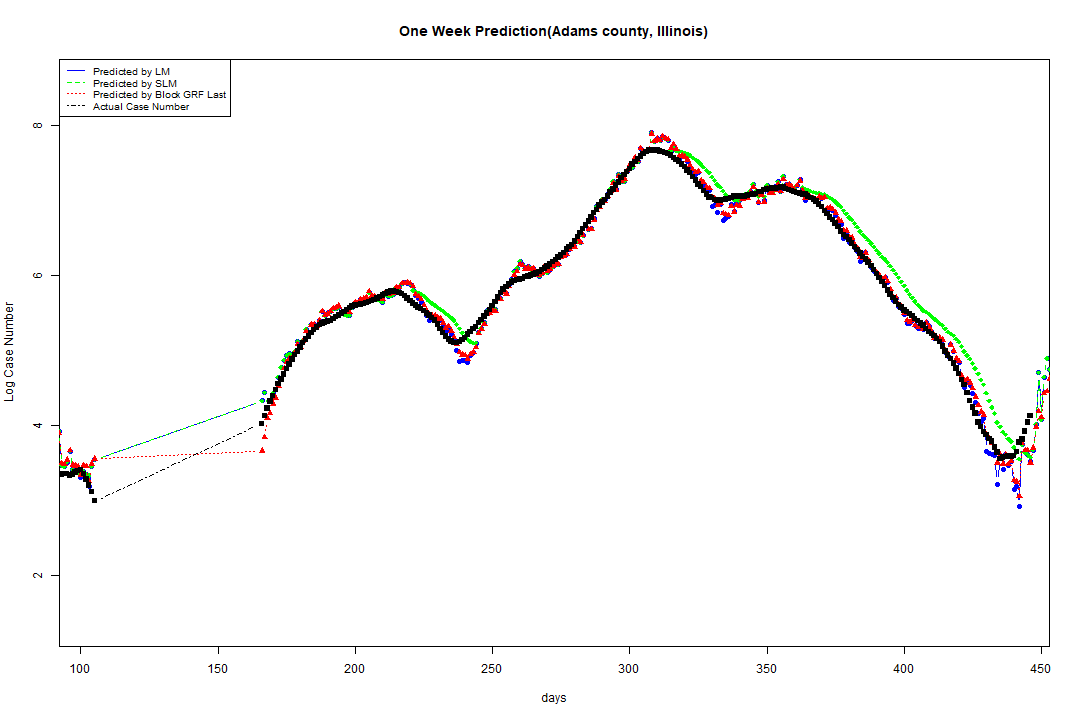 One Week Prediction(Adams county, Illinois)
Predicted by LM
Predicted by SLM
Predicted by Block GRF Last
Actual Case Number
8
6
4
2
Log Case Number
100 150 200 250 300 350 400 450
days